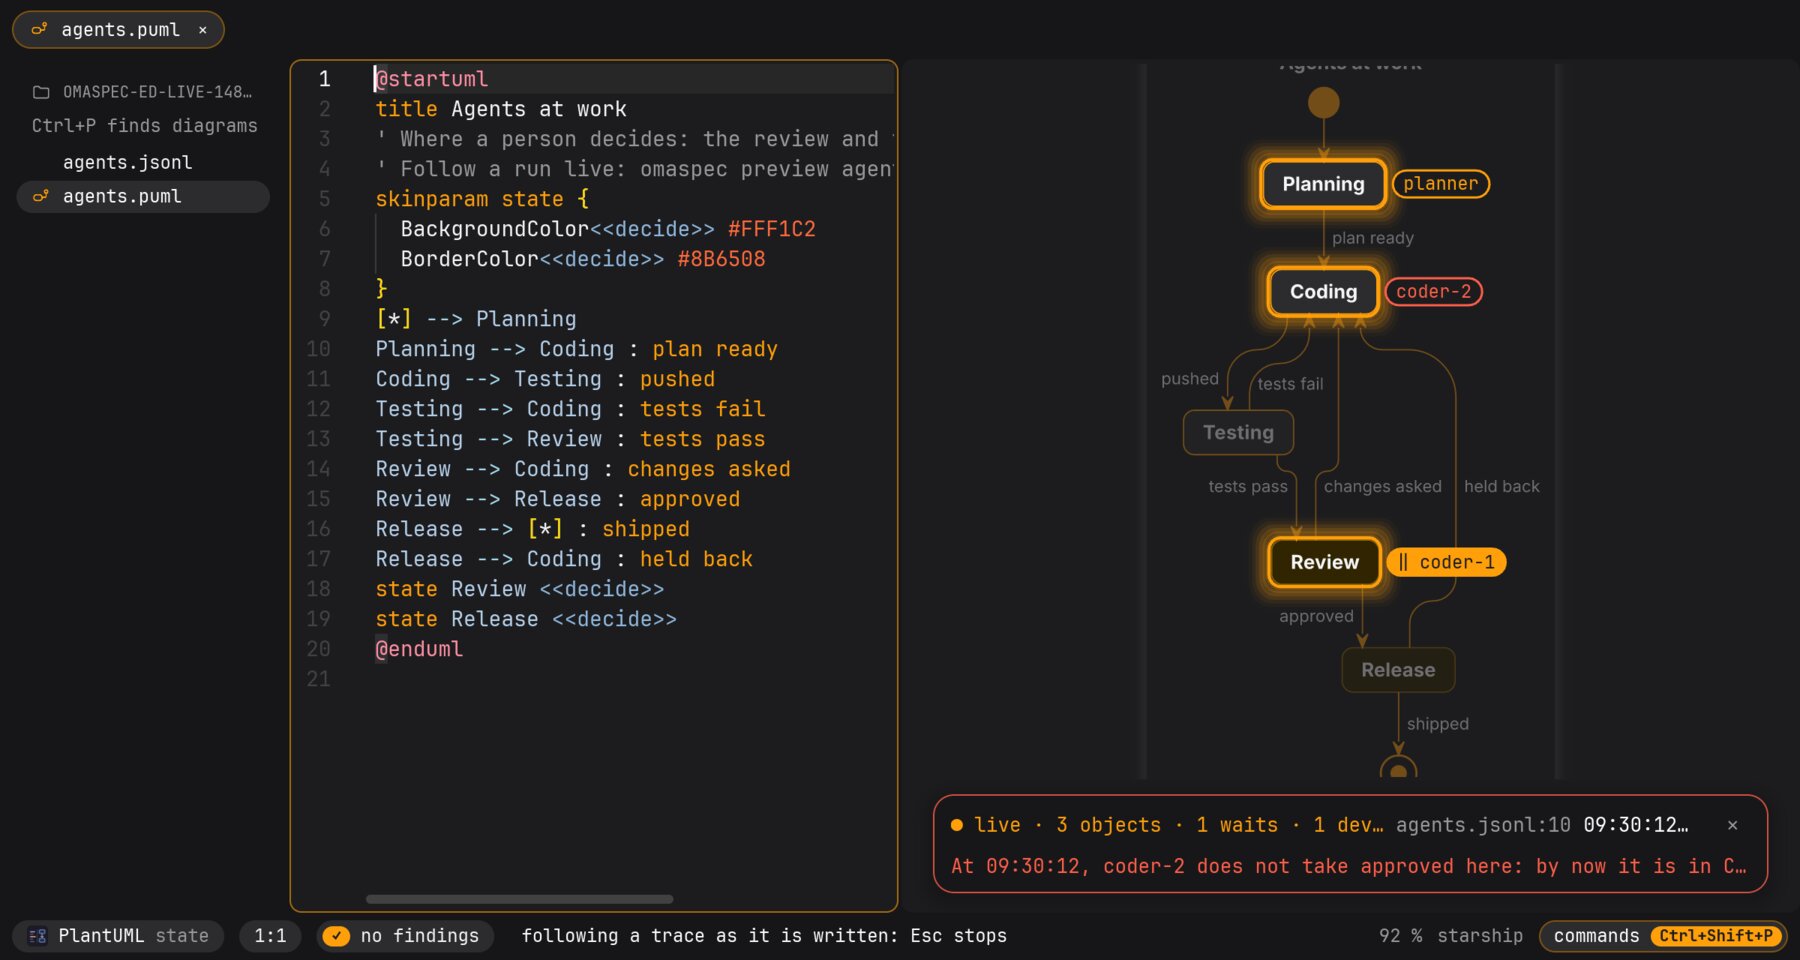 agents.puml ×
OMASPEC-ED-LIVE-148…
Ctrl+P finds diagrams
agents.jsonl
agents.puml
1 @startuml
2 title Agents at work
3 ' Where a person decides: the review and
4 ' Follow a run live: omaspec preview agen
5 skinparam state {
6 BackgroundColor<<decide>> #FFF1C2
7 BorderColor<<decide>> #8B6508
8 }
9 [*] --> Planning
10 Planning --> Coding : plan ready
11 Coding --> Testing : pushed
12 Testing --> Coding : tests fail
13 Testing --> Review : tests pass
14 Review --> Coding : changes asked
15 Review --> Release : approved
16 Release --> [*] : shipped
17 Release --> Coding : held back
18 state Review <<decide>>
19 state Release <<decide>>
20 @enduml
21
Agents at work
Planning planner
plan ready
Coding coder-2
pushed
tests fail
Testing
tests pass
changes asked
held back
Review || coder-1
approved
Release
shipped
live · 3 objects · 1 waits · 1 dev… agents.jsonl:10 09:30:12… ×
At 09:30:12, coder-2 does not take approved here: by now it is in C…
PlantUML state
1:1
no findings
following a trace as it is written: Esc stops
92 % starship
commands Ctrl+Shift+P